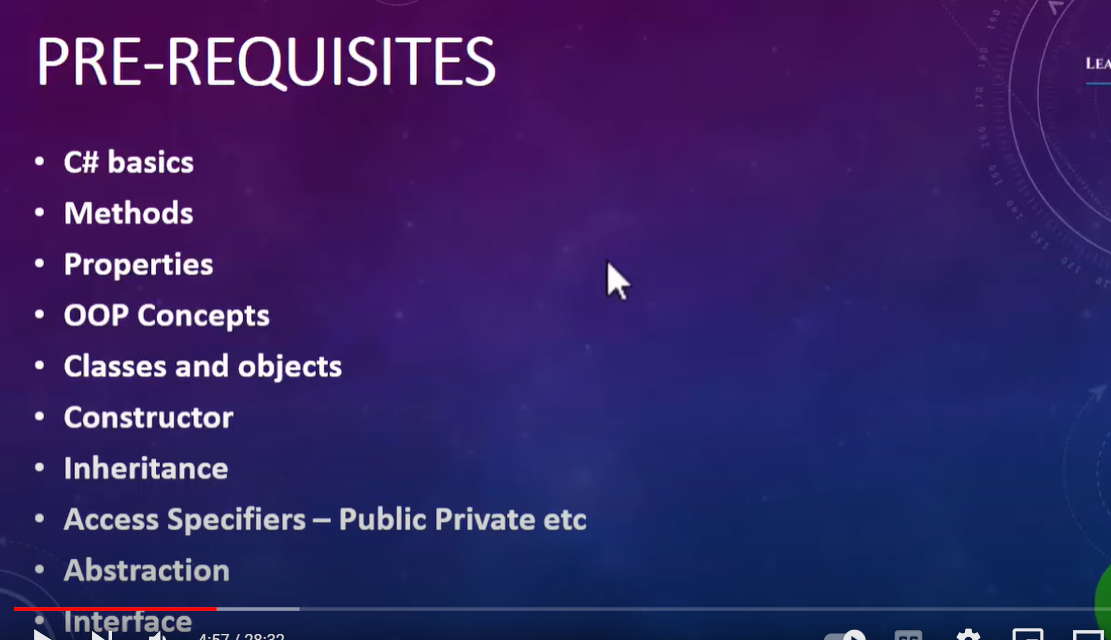 PRE-REQUISITES
LEA
• C# basics
• Methods
• Properties
• OOP Concepts
• Classes and objects
• Constructor
• Inheritance
• Access Specifiers – Public Private etc
• Abstraction
• Interface
4:57 / 28:32